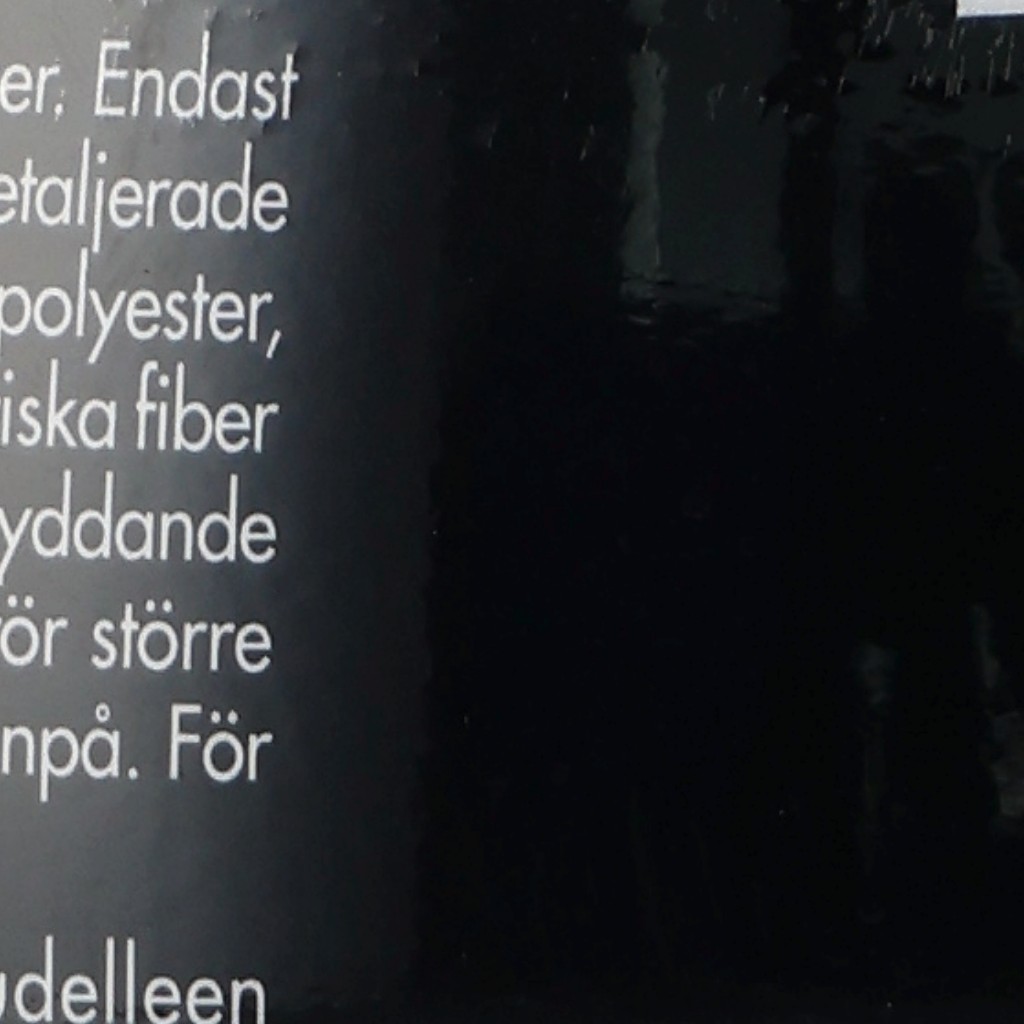 er. Endast
etaljerade
polyester,
iska fiber
yddande
ör större
npå. För
udelleen